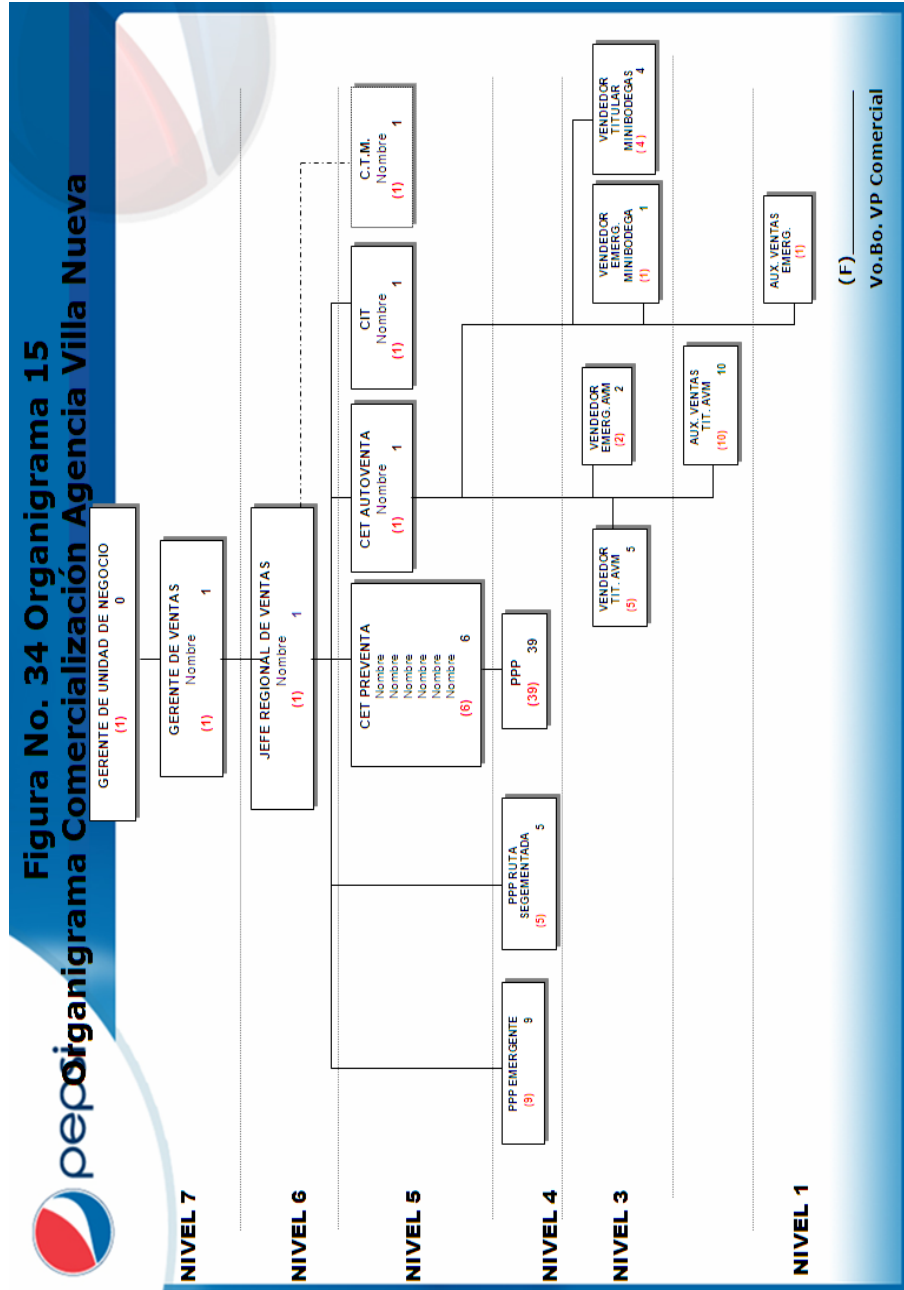 Figura No. 34 Organigrama 15
Organigrama Comercialización Agencia Villa Nueva
pepsi
GERENTE DE UNIDAD DE NEGOCIO
(1) 0
NIVEL 7
GERENTE DE VENTAS
Nombre
(1) 1
NIVEL 6
JEFE REGIONAL DE VENTAS
Nombre
(1) 1
NIVEL 5
CET PREVENTA
Nombre
Nombre
Nombre
Nombre
Nombre
Nombre
(6) 6
CET AUTOVENTA
Nombre
(1) 1
CIT
Nombre
(1) 1
C.T.M.
Nombre
(1) 1
NIVEL 4
PPP EMERGENTE
(9) 9
PPP RUTA
SEGEMENTADA
(5) 5
PPP
(39) 39
NIVEL 3
VENDEDOR
TIT. AVM
(5) 5
VENDEDOR
EMERG. AVM
(2) 2
VENDEDOR
EMERG.
MINIBODEGA
(1) 1
VENDEDOR
TITULAR
MINIBODEGAS
(4) 4
AUX. VENTAS
TIT. AVM
(10) 10
NIVEL 1
AUX. VENTAS
EMERG.
(1)
(F)__________
Vo.Bo. VP Comercial